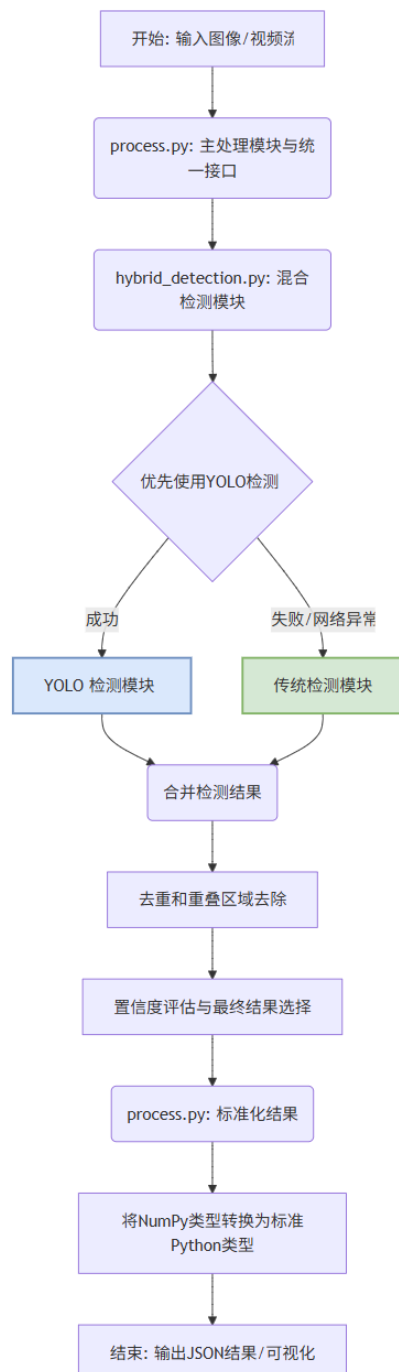 开始: 输入图像/视频流
process.py: 主处理模块与统
一接口
hybrid_detection.py: 混合
检测模块
优先使用YOLO检测
成功
失败/网络异常
YOLO 检测模块
传统检测模块
合并检测结果
去重和重叠区域去除
置信度评估与最终结果选择
process.py: 标准化结果
将NumPy类型转换为标准
Python类型
结束: 输出JSON结果/可视化